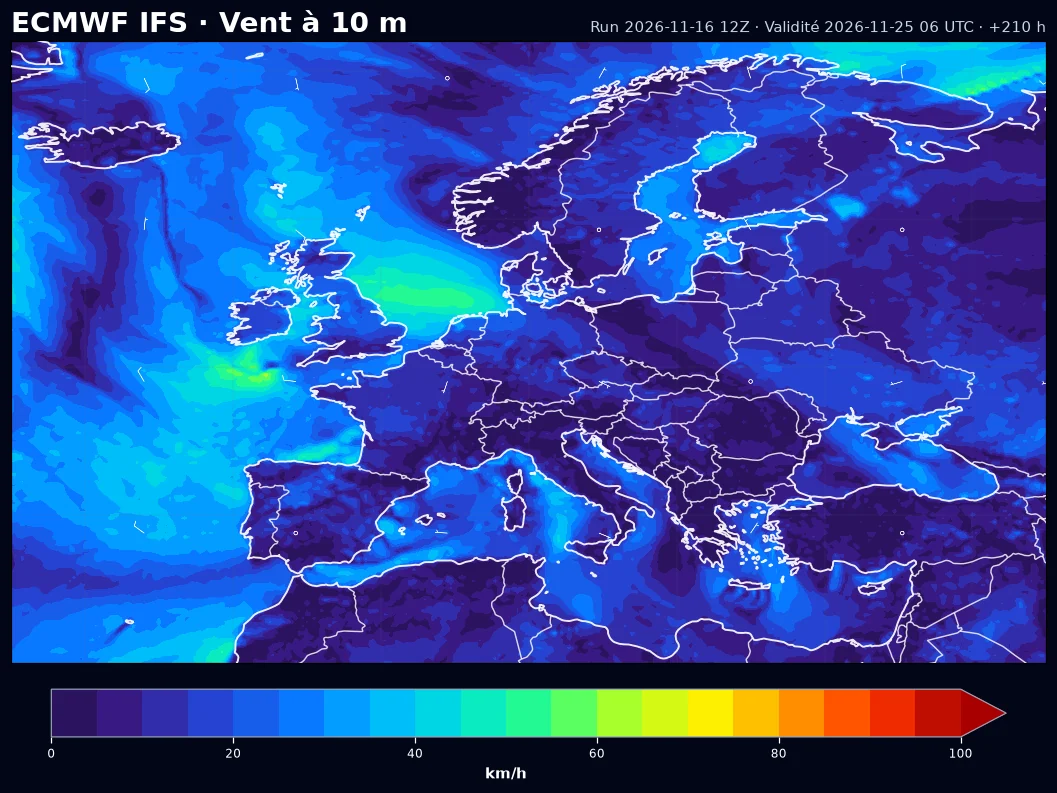 ECMWF IFS · Vent à 10 m
Run 2026-11-16 12Z · Validité 2026-11-25 06 UTC · +210 h
0 20 40 60 80 100
km/h